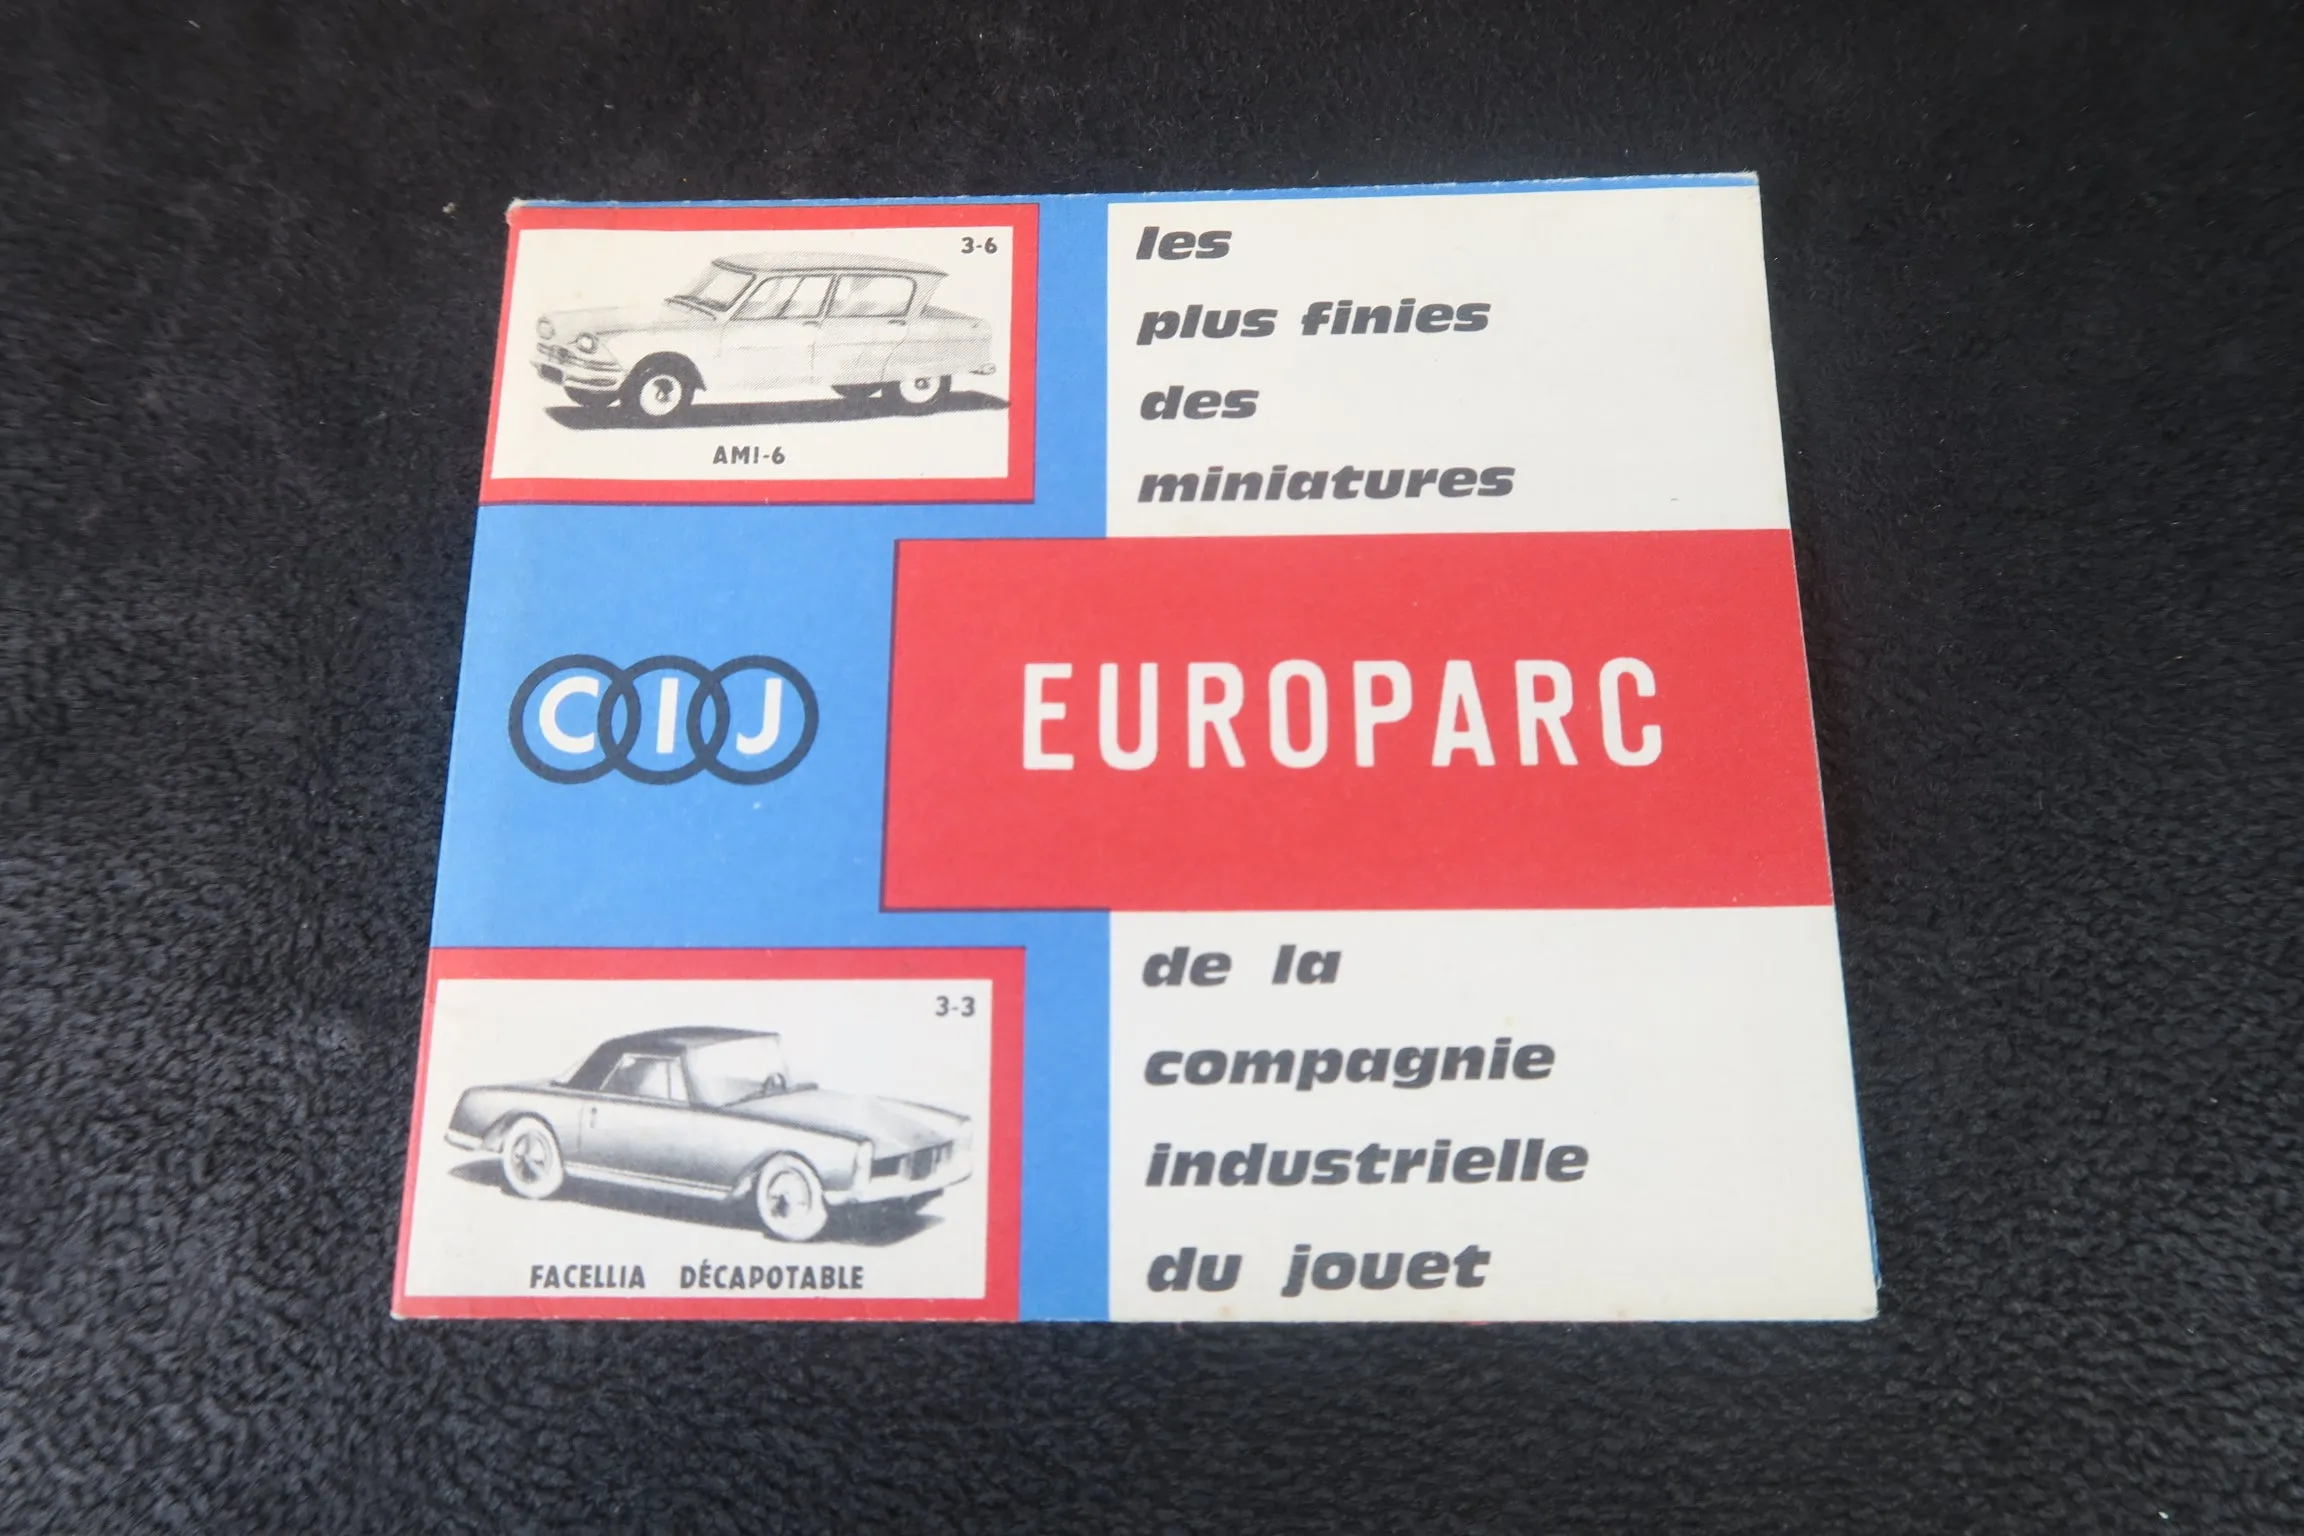 3-6
AMI-6
les
plus finies
des
miniatures
CIJ
EUROPARC
3-3
FACELLIA DÉCAPOTABLE
de la
compagnie
industrielle
du jouet